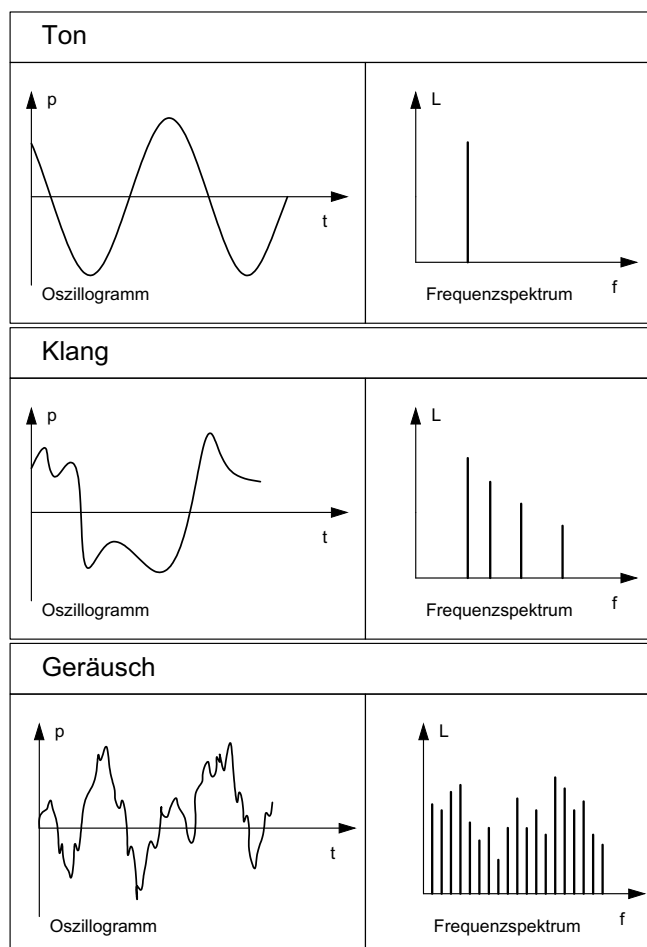 Ton
p
t
Oszillogramm
L
f
Frequenzspektrum
Klang
p
t
Oszillogramm
L
f
Frequenzspektrum
Geräusch
p
t
Oszillogramm
L
f
Frequenzspektrum